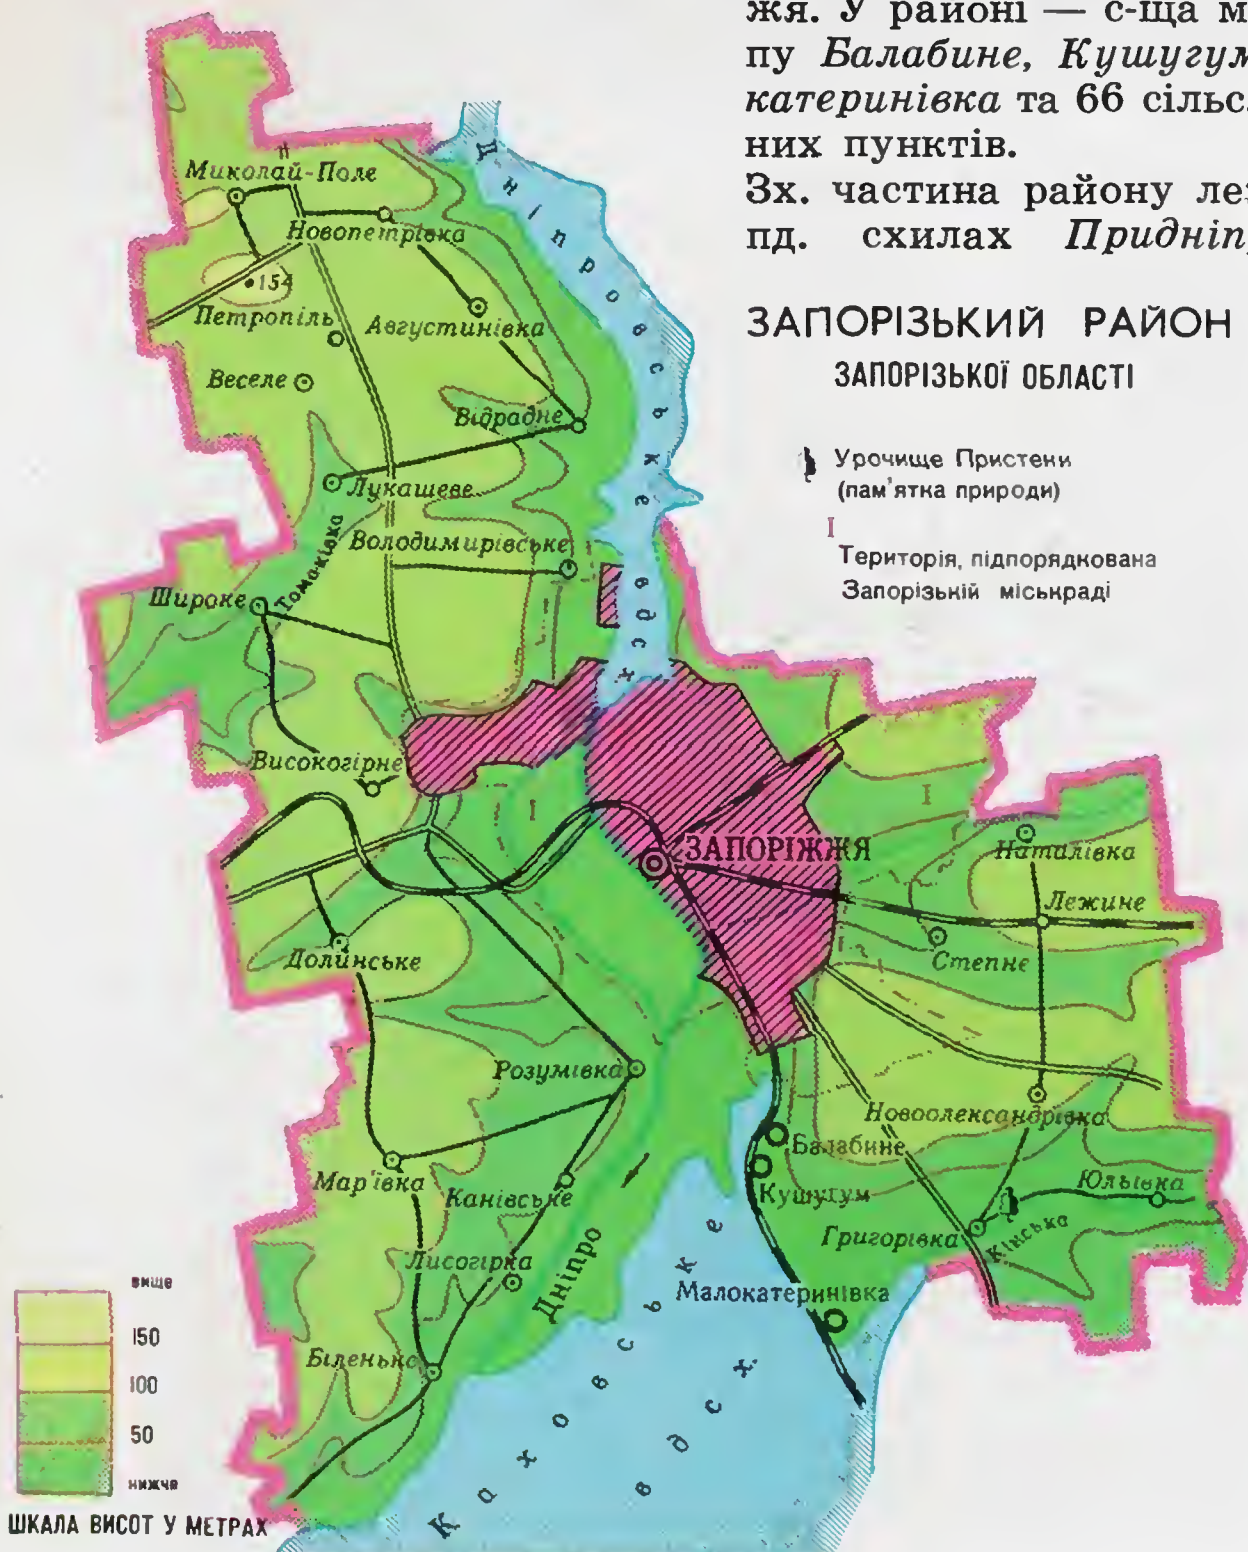 жя. У районі — с-ща м
пу Балабине, Кушугум
катеринівка та 66 сільс
них пунктів.
Зх. частина району ле
пд. схилах Придніп
ЗАПОРІЗЬКИЙ РАЙОН
ЗАПОРІЗЬКОЇ ОБЛАСТІ
Урочище Пристени
(пам'ятка природи)
I
Територія, підпорядкована
Запорізькій міськраді
Дніпровське вдсх
Миколай-Поле
Новопетрівка
154
Петропіль
Августинівка
Веселе
Відрадне
Лукашеве
Томаківка
Володимирівське
Широке
I
Високогірне
I
I
ЗАПОРІЖЖЯ
Наталівка
Лежине
I
Степне
Долинське
Розумівка
Новоолександрівка
Балабине
Мар'ївка
Канівське
Кушугум
Юльївка
Григорівка
Кінська
Лисогірка
Дніпро
Малокатеринівка
Біленьке
Каховське
вдсх.
вище
150
100
50
нижче
ШКАЛА ВИСОТ У МЕТРАХ